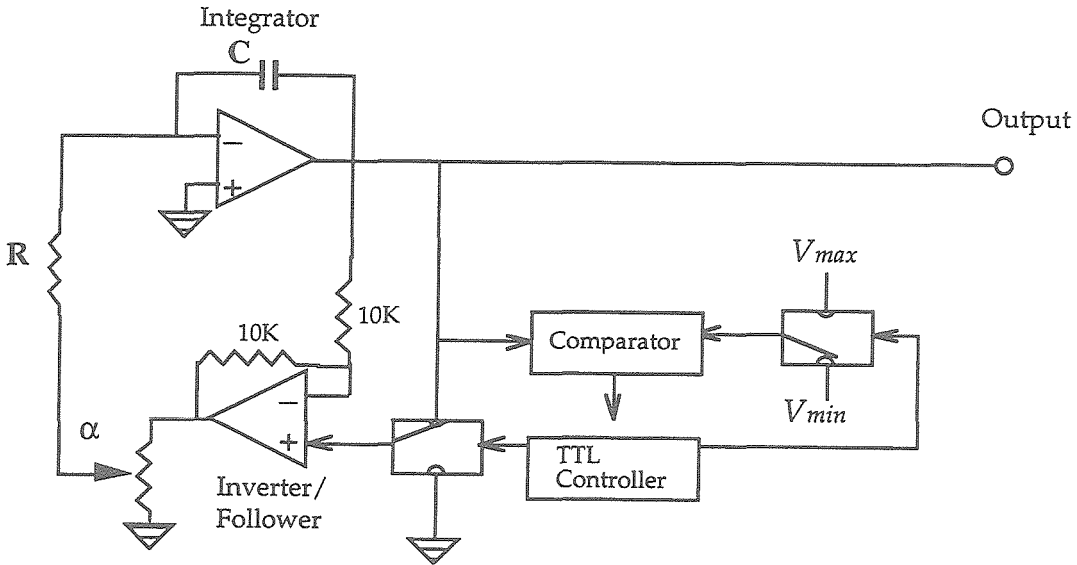 Integrator
C
Output
−
+
R
Vmax
10K
10K
Comparator
Vmin
α
−
+
TTL
Controller
Inverter/
Follower